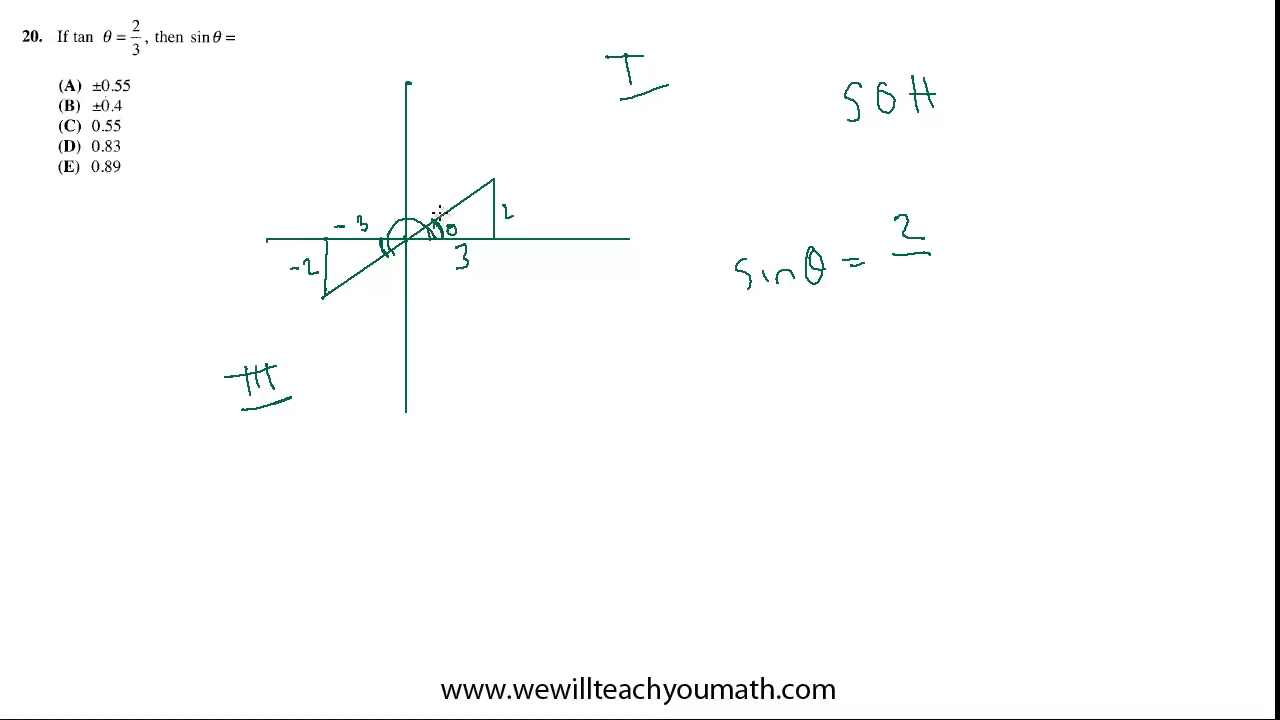 20. If tan θ = 2/3, then sin θ =
(A) ±0.55
(B) ±0.4
(C) 0.55
(D) 0.83
(E) 0.89
I
SOH
2
θ
3
-3
-2
sinθ = 2
III
www.wewillteachyoumath.com